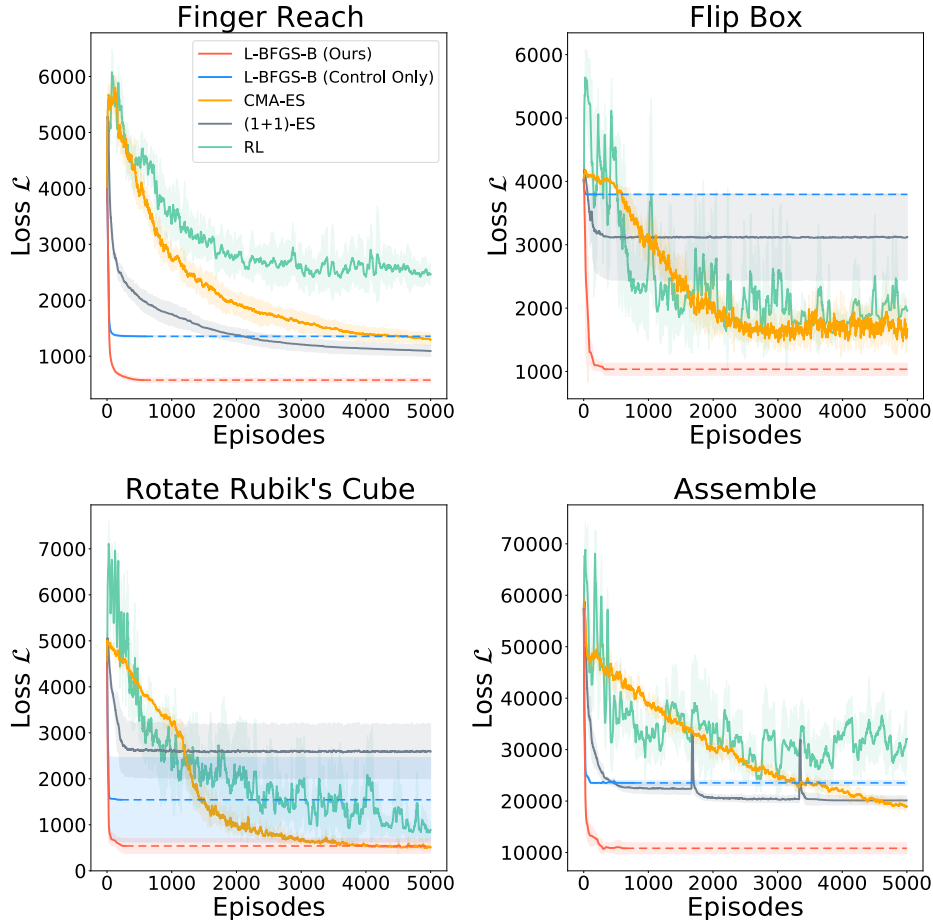 Finger Reach
Loss ℒ
6000
5000
4000
3000
2000
1000
L-BFGS-B (Ours)
L-BFGS-B (Control Only)
CMA-ES
(1+1)-ES
RL
0 1000 2000 3000 4000 5000
Episodes
Flip Box
Loss ℒ
6000
5000
4000
3000
2000
1000
0 1000 2000 3000 4000 5000
Episodes
Rotate Rubik's Cube
Loss ℒ
7000
6000
5000
4000
3000
2000
1000
0
0 1000 2000 3000 4000 5000
Episodes
Assemble
Loss ℒ
70000
60000
50000
40000
30000
20000
10000
0 1000 2000 3000 4000 5000
Episodes